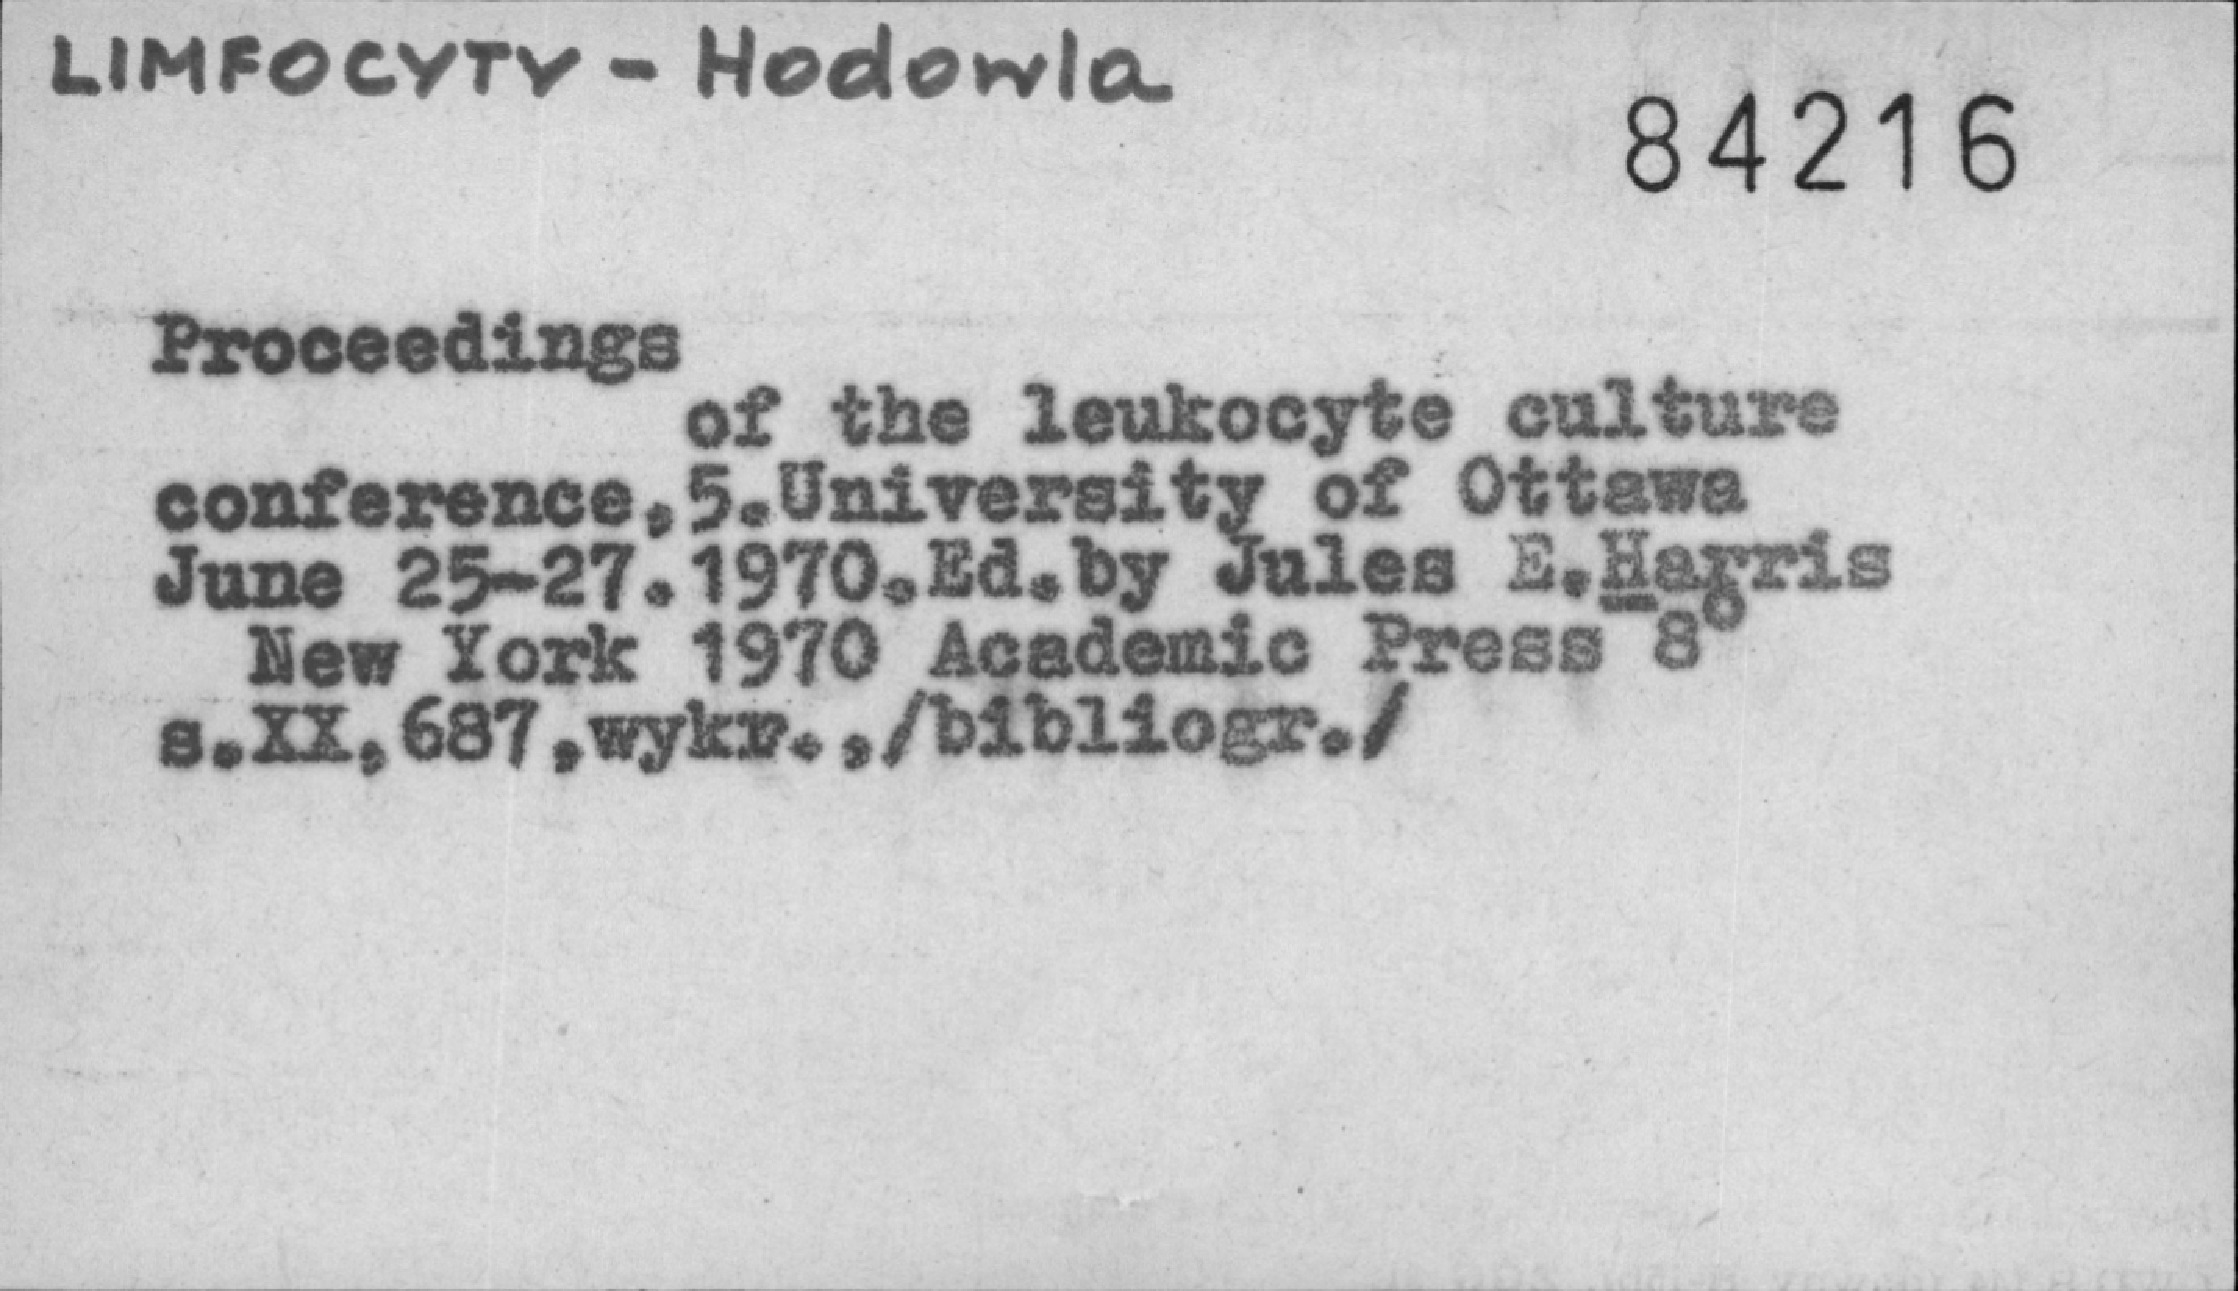 LIMFOCYTY - Hodowla
84216
Proceedings
of the leukocyte culture
conference,5.University of Ottawa
June 25-27.1970.Ed.by Jules E.Harris
New York 1970 Academic Press 8°
s.XX,687,wykr.,/bibliogr./